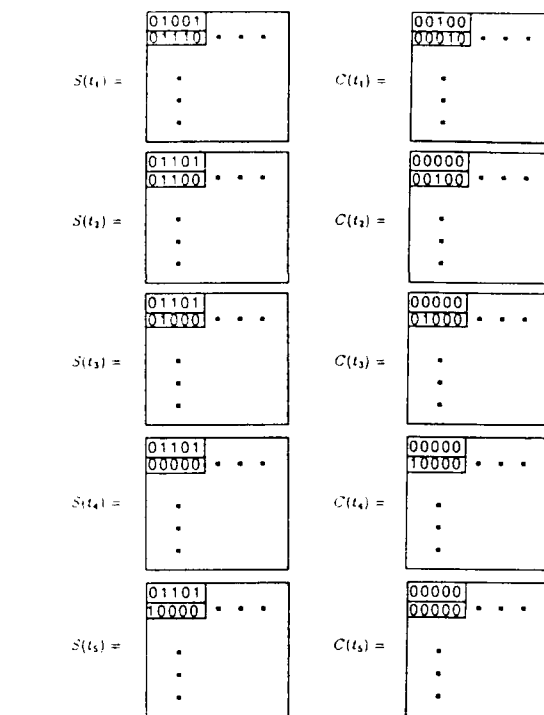 01001 00100
01110 • • • 00010 • • •
S(t₁) = C(t₁) =
01101 00000
01100 • • • 00100 • • •
S(t₂) = C(t₂) =
01101 00000
01000 • • • 01000 • • •
S(t₃) = C(t₃) =
01101 00000
00000 • • • 10000 • • •
S(t₄) = C(t₄) =
01101 00000
10000 • • • 00000 • • •
S(t₅) = C(t₅) =